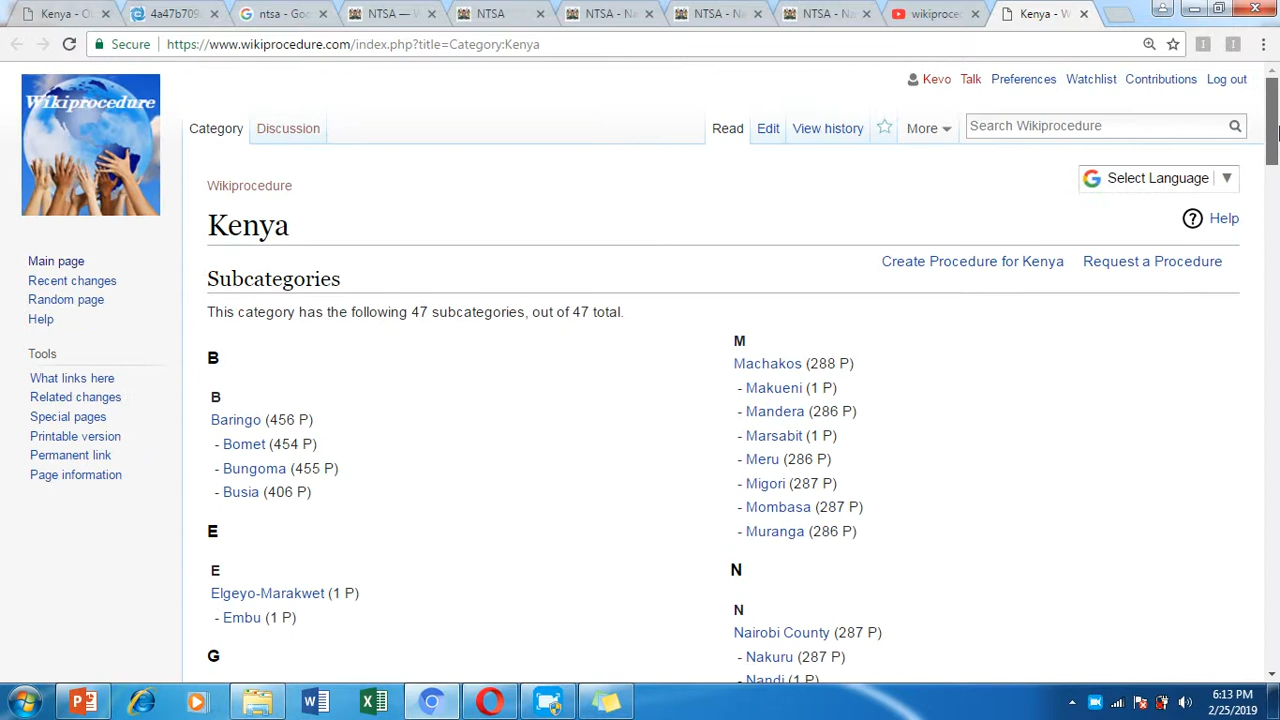 Kenya - O
4a47b709
ntsa - Goo
NTSA — W
NTSA
NTSA - Na
NTSA - Ne
NTSA - Na
wikiproce
Kenya - W
Secure
https://www.wikiprocedure.com/index.php?title=Category:Kenya
Wikiprocedure
Kevo Talk Preferences Watchlist Contributions Log out
Category Discussion Read Edit View history More Search Wikiprocedure
Wikiprocedure
Select Language
Kenya
Help
Create Procedure for Kenya Request a Procedure
Subcategories
This category has the following 47 subcategories, out of 47 total.
Main page
Recent changes
Random page
Help
Tools
What links here
Related changes
Special pages
Printable version
Permanent link
Page information
B
B
Baringo (456 P)
- Bomet (454 P)
- Bungoma (455 P)
- Busia (406 P)
E
E
Elgeyo-Marakwet (1 P)
- Embu (1 P)
G
M
Machakos (288 P)
- Makueni (1 P)
- Mandera (286 P)
- Marsabit (1 P)
- Meru (286 P)
- Migori (287 P)
- Mombasa (287 P)
- Muranga (286 P)
N
N
Nairobi County (287 P)
- Nakuru (287 P)
- Nandi (1 P)
6:13 PM
2/25/2019